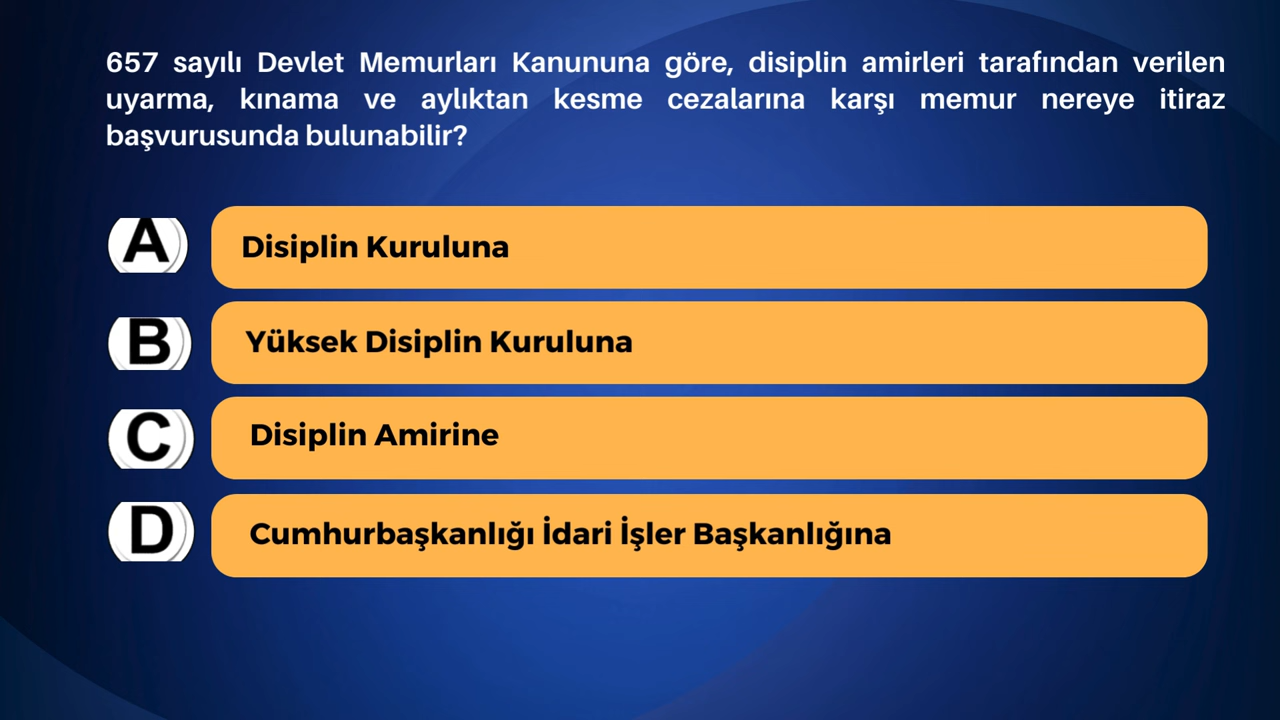 657 sayılı Devlet Memurları Kanununa göre, disiplin amirleri tarafından verilen
uyarma, kınama ve aylıktan kesme cezalarına karşı memur nereye itiraz
başvurusunda bulunabilir?
A Disiplin Kuruluna
B Yüksek Disiplin Kuruluna
C Disiplin Amirine
D Cumhurbaşkanlığı İdari İşler Başkanlığına